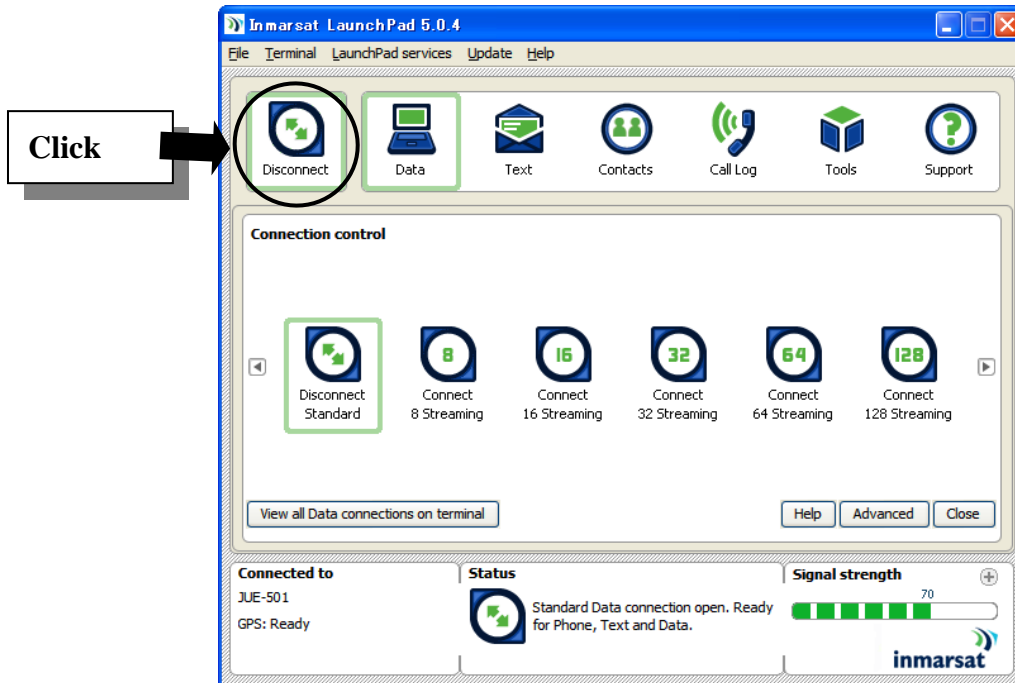 Inmarsat LaunchPad 5.0.4
File Terminal LaunchPad services Update Help
Click
Disconnect Data Text Contacts Call Log Tools Support
Connection control
8 16 32 64 128
Disconnect Connect Connect Connect Connect Connect
Standard 8 Streaming 16 Streaming 32 Streaming 64 Streaming 128 Streaming
View all Data connections on terminal Help Advanced Close
Connected to
JUE-501
GPS: Ready
Status
Standard Data connection open. Ready
for Phone, Text and Data.
Signal strength
70
inmarsat